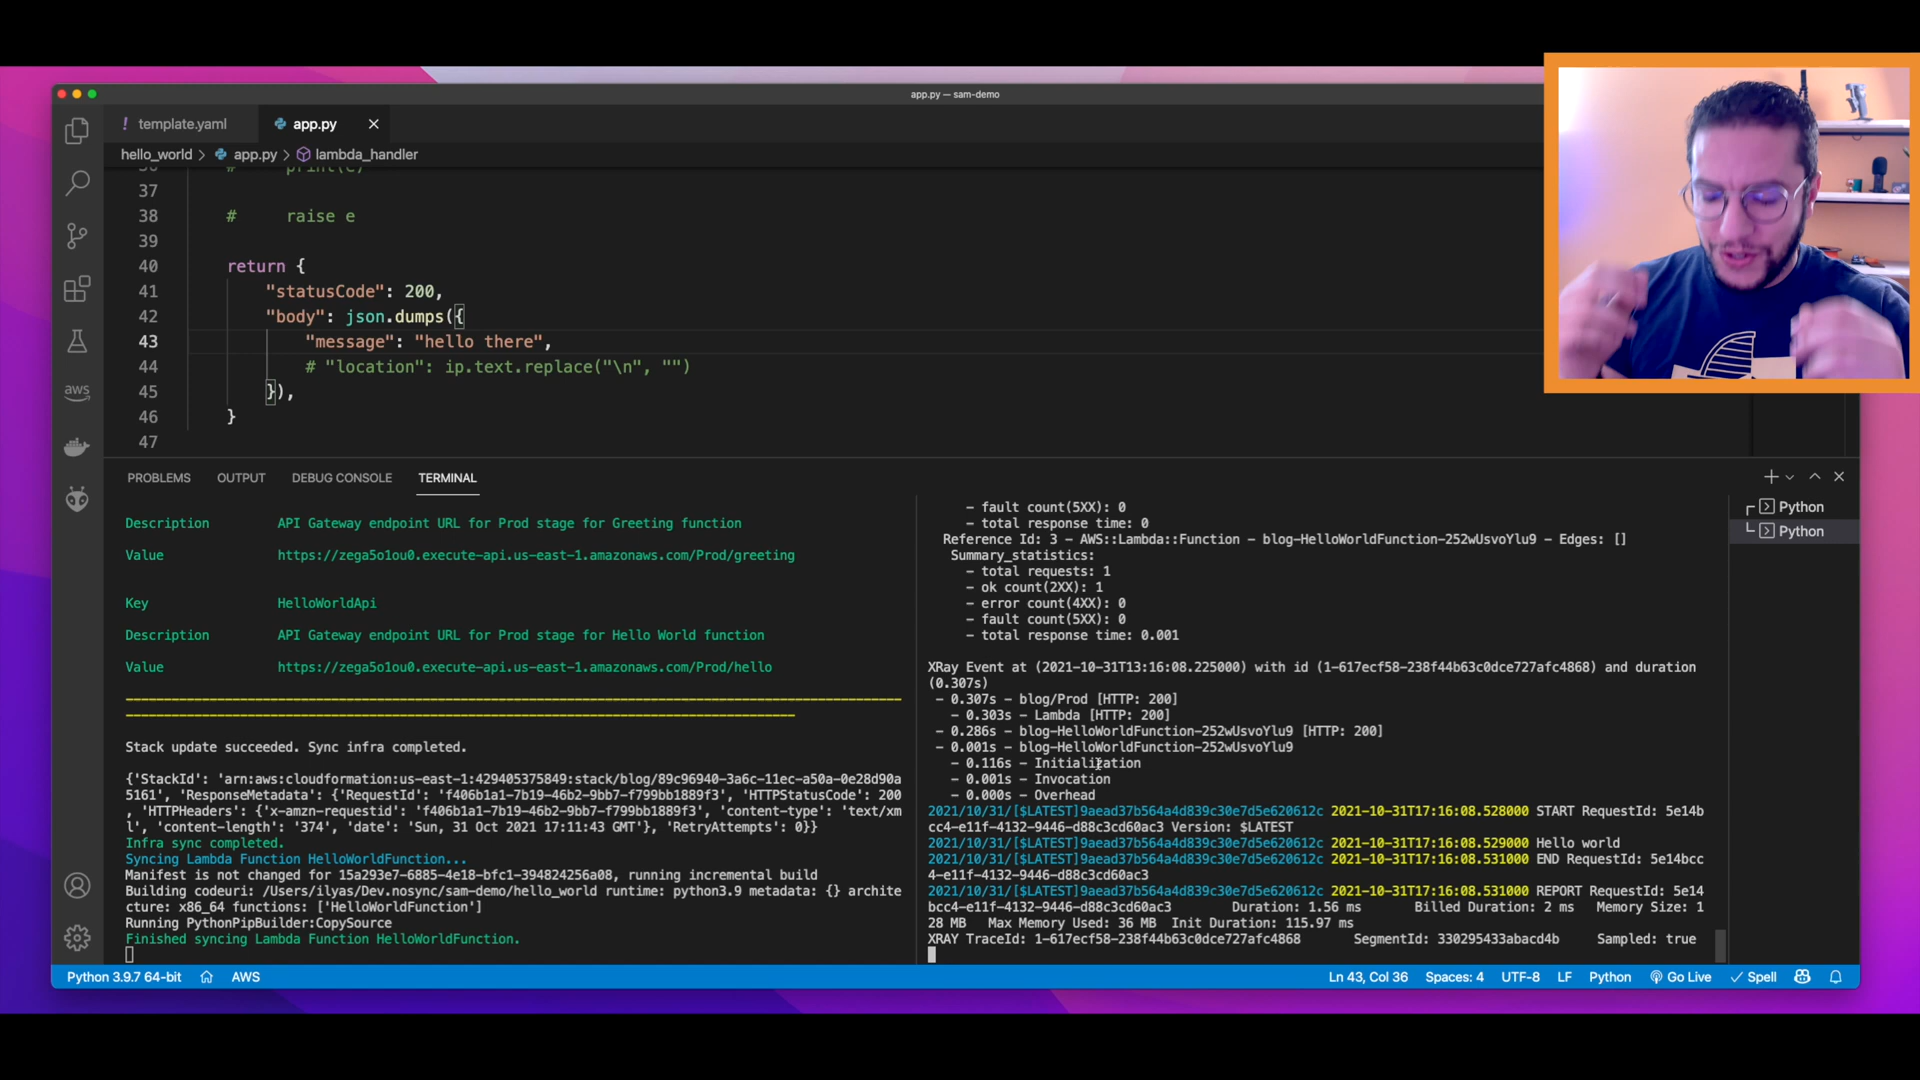 app.py — sam-demo
! template.yaml
app.py
hello_world > app.py > lambda_handler
36 # print(e)
37
38 # raise e
39
40 return {
41 "statusCode": 200,
42 "body": json.dumps({
43 "message": "hello there",
44 # "location": ip.text.replace("\n", "")
45 }),
46 }
47
aws
PROBLEMS OUTPUT DEBUG CONSOLE TERMINAL
Description API Gateway endpoint URL for Prod stage for Greeting function
Value https://zega5o1ou0.execute-api.us-east-1.amazonaws.com/Prod/greeting
Key HelloWorldApi
Description API Gateway endpoint URL for Prod stage for Hello World function
Value https://zega5o1ou0.execute-api.us-east-1.amazonaws.com/Prod/hello
Stack update succeeded. Sync infra completed.
{'StackId': 'arn:aws:cloudformation:us-east-1:429405375849:stack/blog/89c96940-3a6c-11ec-a50a-0e28d90a
5161', 'ResponseMetadata': {'RequestId': 'f406b1a1-7b19-46b2-9bb7-f799bb1889f3', 'HTTPStatusCode': 200
, 'HTTPHeaders': {'x-amzn-requestid': 'f406b1a1-7b19-46b2-9bb7-f799bb1889f3', 'content-type': 'text/xm
l', 'content-length': '374', 'date': 'Sun, 31 Oct 2021 17:11:43 GMT'}, 'RetryAttempts': 0}}
Infra sync completed.
Syncing Lambda Function HelloWorldFunction...
Manifest is not changed for 15a293e7-6885-4e18-bfc1-394824256a08, running incremental build
Building codeuri: /Users/ilyas/Dev.nosync/sam-demo/hello_world runtime: python3.9 metadata: {} archite
cture: x86_64 functions: ['HelloWorldFunction']
Running PythonPipBuilder:CopySource
Finished syncing Lambda Function HelloWorldFunction.
- fault count(5XX): 0
- total response time: 0
Reference Id: 3 - AWS::Lambda::Function - blog-HelloWorldFunction-252wUsvoYlu9 - Edges: []
Summary_statistics:
- total requests: 1
- ok count(2XX): 1
- error count(4XX): 0
- fault count(5XX): 0
- total response time: 0.001
XRay Event at (2021-10-31T13:16:08.225000) with id (1-617ecf58-238f44b63c0dce727afc4868) and duration
(0.307s)
- 0.307s - blog/Prod [HTTP: 200]
- 0.303s - Lambda [HTTP: 200]
- 0.286s - blog-HelloWorldFunction-252wUsvoYlu9 [HTTP: 200]
- 0.001s - blog-HelloWorldFunction-252wUsvoYlu9
- 0.116s - Initialization
- 0.001s - Invocation
- 0.000s - Overhead
2021/10/31/[$LATEST]9aead37b564a4d839c30e7d5e620612c 2021-10-31T17:16:08.528000 START RequestId: 5e14b
cc4-e11f-4132-9446-d88c3cd60ac3 Version: $LATEST
2021/10/31/[$LATEST]9aead37b564a4d839c30e7d5e620612c 2021-10-31T17:16:08.529000 Hello world
2021/10/31/[$LATEST]9aead37b564a4d839c30e7d5e620612c 2021-10-31T17:16:08.531000 END RequestId: 5e14bcc
4-e11f-4132-9446-d88c3cd60ac3
2021/10/31/[$LATEST]9aead37b564a4d839c30e7d5e620612c 2021-10-31T17:16:08.531000 REPORT RequestId: 5e14
bcc4-e11f-4132-9446-d88c3cd60ac3 Duration: 1.56 ms Billed Duration: 2 ms Memory Size: 1
28 MB Max Memory Used: 36 MB Init Duration: 115.97 ms
XRAY TraceId: 1-617ecf58-238f44b63c0dce727afc4868 SegmentId: 330295433abacd4b Sampled: true
Python
Python
Python 3.9.7 64-bit AWS Ln 43, Col 36 Spaces: 4 UTF-8 LF Python Go Live Spell